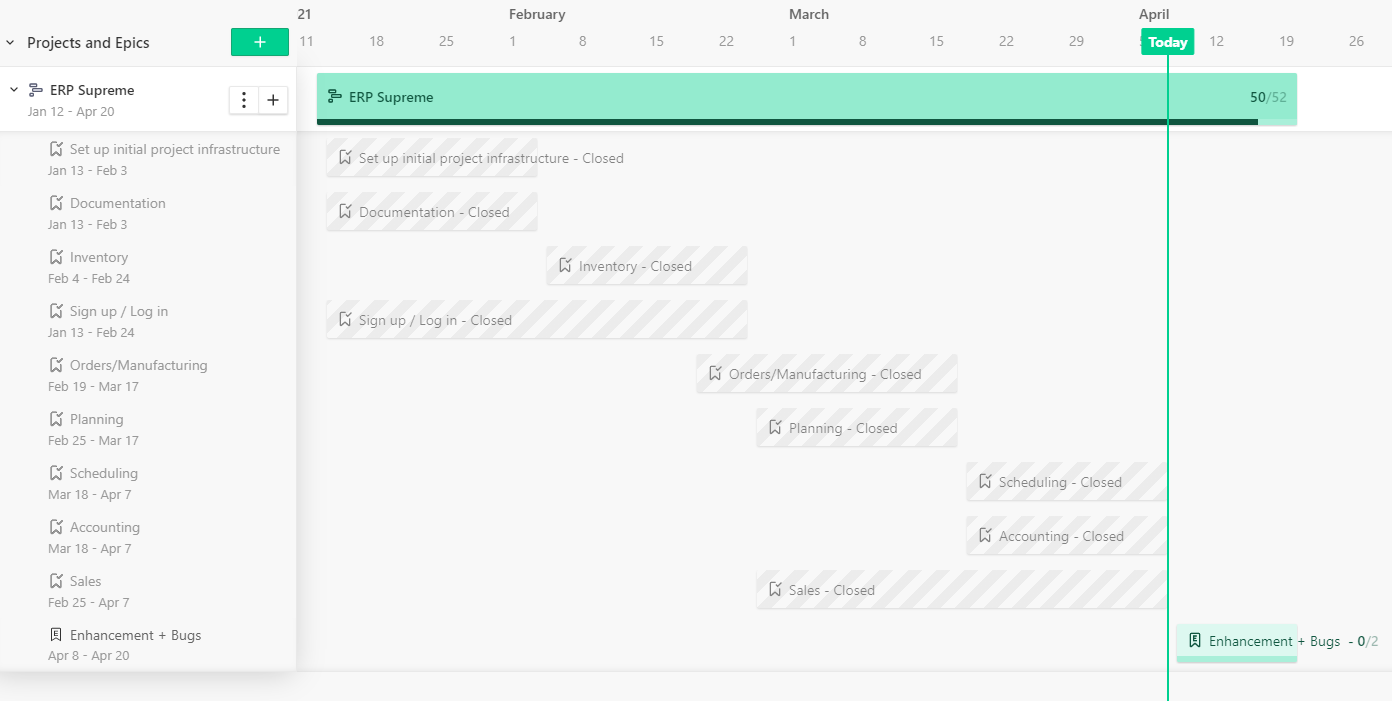 21
February
March
April
Projects and Epics
+
11
18
25
1
8
15
22
1
8
15
22
29
Today
12
19
26
ERP Supreme
Jan 12 - Apr 20
+
ERP Supreme
50/52
Set up initial project infrastructure
Jan 13 - Feb 3
Set up initial project infrastructure - Closed
Documentation
Jan 13 - Feb 3
Documentation - Closed
Inventory
Feb 4 - Feb 24
Inventory - Closed
Sign up / Log in
Jan 13 - Feb 24
Sign up / Log in - Closed
Orders/Manufacturing
Feb 19 - Mar 17
Orders/Manufacturing - Closed
Planning
Feb 25 - Mar 17
Planning - Closed
Scheduling
Mar 18 - Apr 7
Scheduling - Closed
Accounting
Mar 18 - Apr 7
Accounting - Closed
Sales
Feb 25 - Apr 7
Sales - Closed
Enhancement + Bugs
Apr 8 - Apr 20
Enhancement + Bugs - 0/2